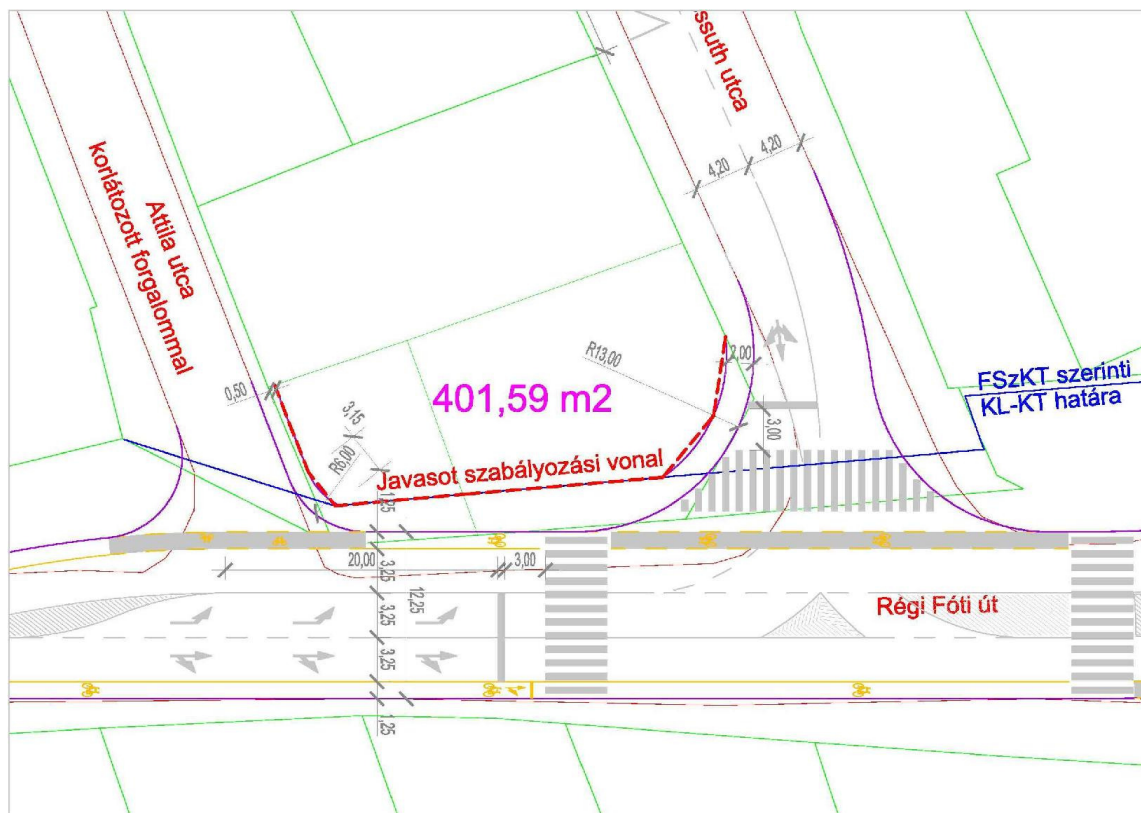 ssuth utca
4,20
4,20
Attila utca
korlátozott forgalommal
0,50
3,15
R6,00
R13,00
2,00
3,00
401,59 m2
FSzKT szerinti
KL-KT határa
Javasot szabályozási vonal
1,25
20,00
3,25
3,00
12,25
3,25
3,25
1,25
Régi Fóti út